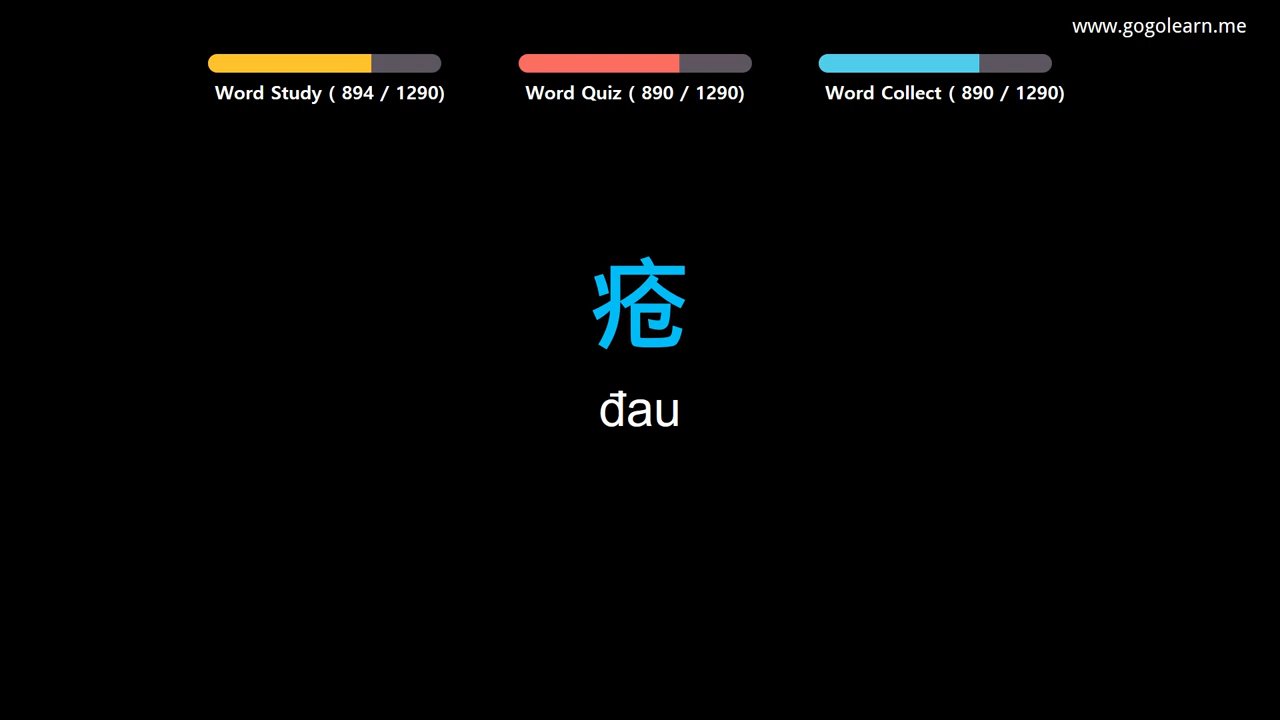 www.gogolearn.me
Word Study ( 894 / 1290)
Word Quiz ( 890 / 1290)
Word Collect ( 890 / 1290)
疮
đau